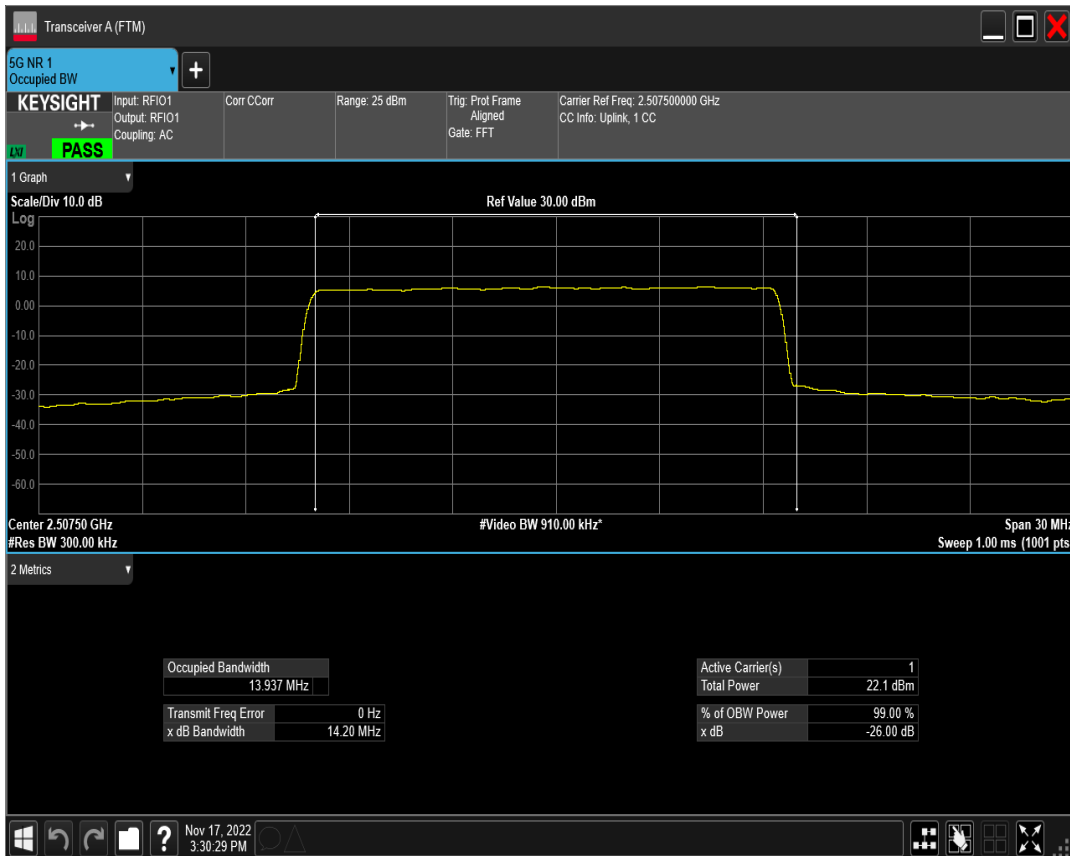 Transceiver A (FTM)
5G NR 1
Occupied BW
+
KEYSIGHT
LXI
PASS
Input: RFIO1
Output: RFIO1
Coupling: AC
Corr CCorr
Range: 25 dBm
Trig: Prot Frame
Aligned
Gate: FFT
Carrier Ref Freq: 2.507500000 GHz
CC Info: Uplink, 1 CC
1 Graph
Scale/Div 10.0 dB
Ref Value 30.00 dBm
Log
20.0
10.0
0.00
-10.0
-20.0
-30.0
-40.0
-50.0
-60.0
Center 2.50750 GHz
#Video BW 910.00 kHz*
Span 30 MHz
#Res BW 300.00 kHz
Sweep 1.00 ms (1001 pts
2 Metrics
Occupied Bandwidth
13.937 MHz
Transmit Freq Error 0 Hz
x dB Bandwidth 14.20 MHz
Active Carrier(s) 1
Total Power 22.1 dBm
% of OBW Power 99.00 %
x dB -26.00 dB
?
Nov 17, 2022
3:30:29 PM